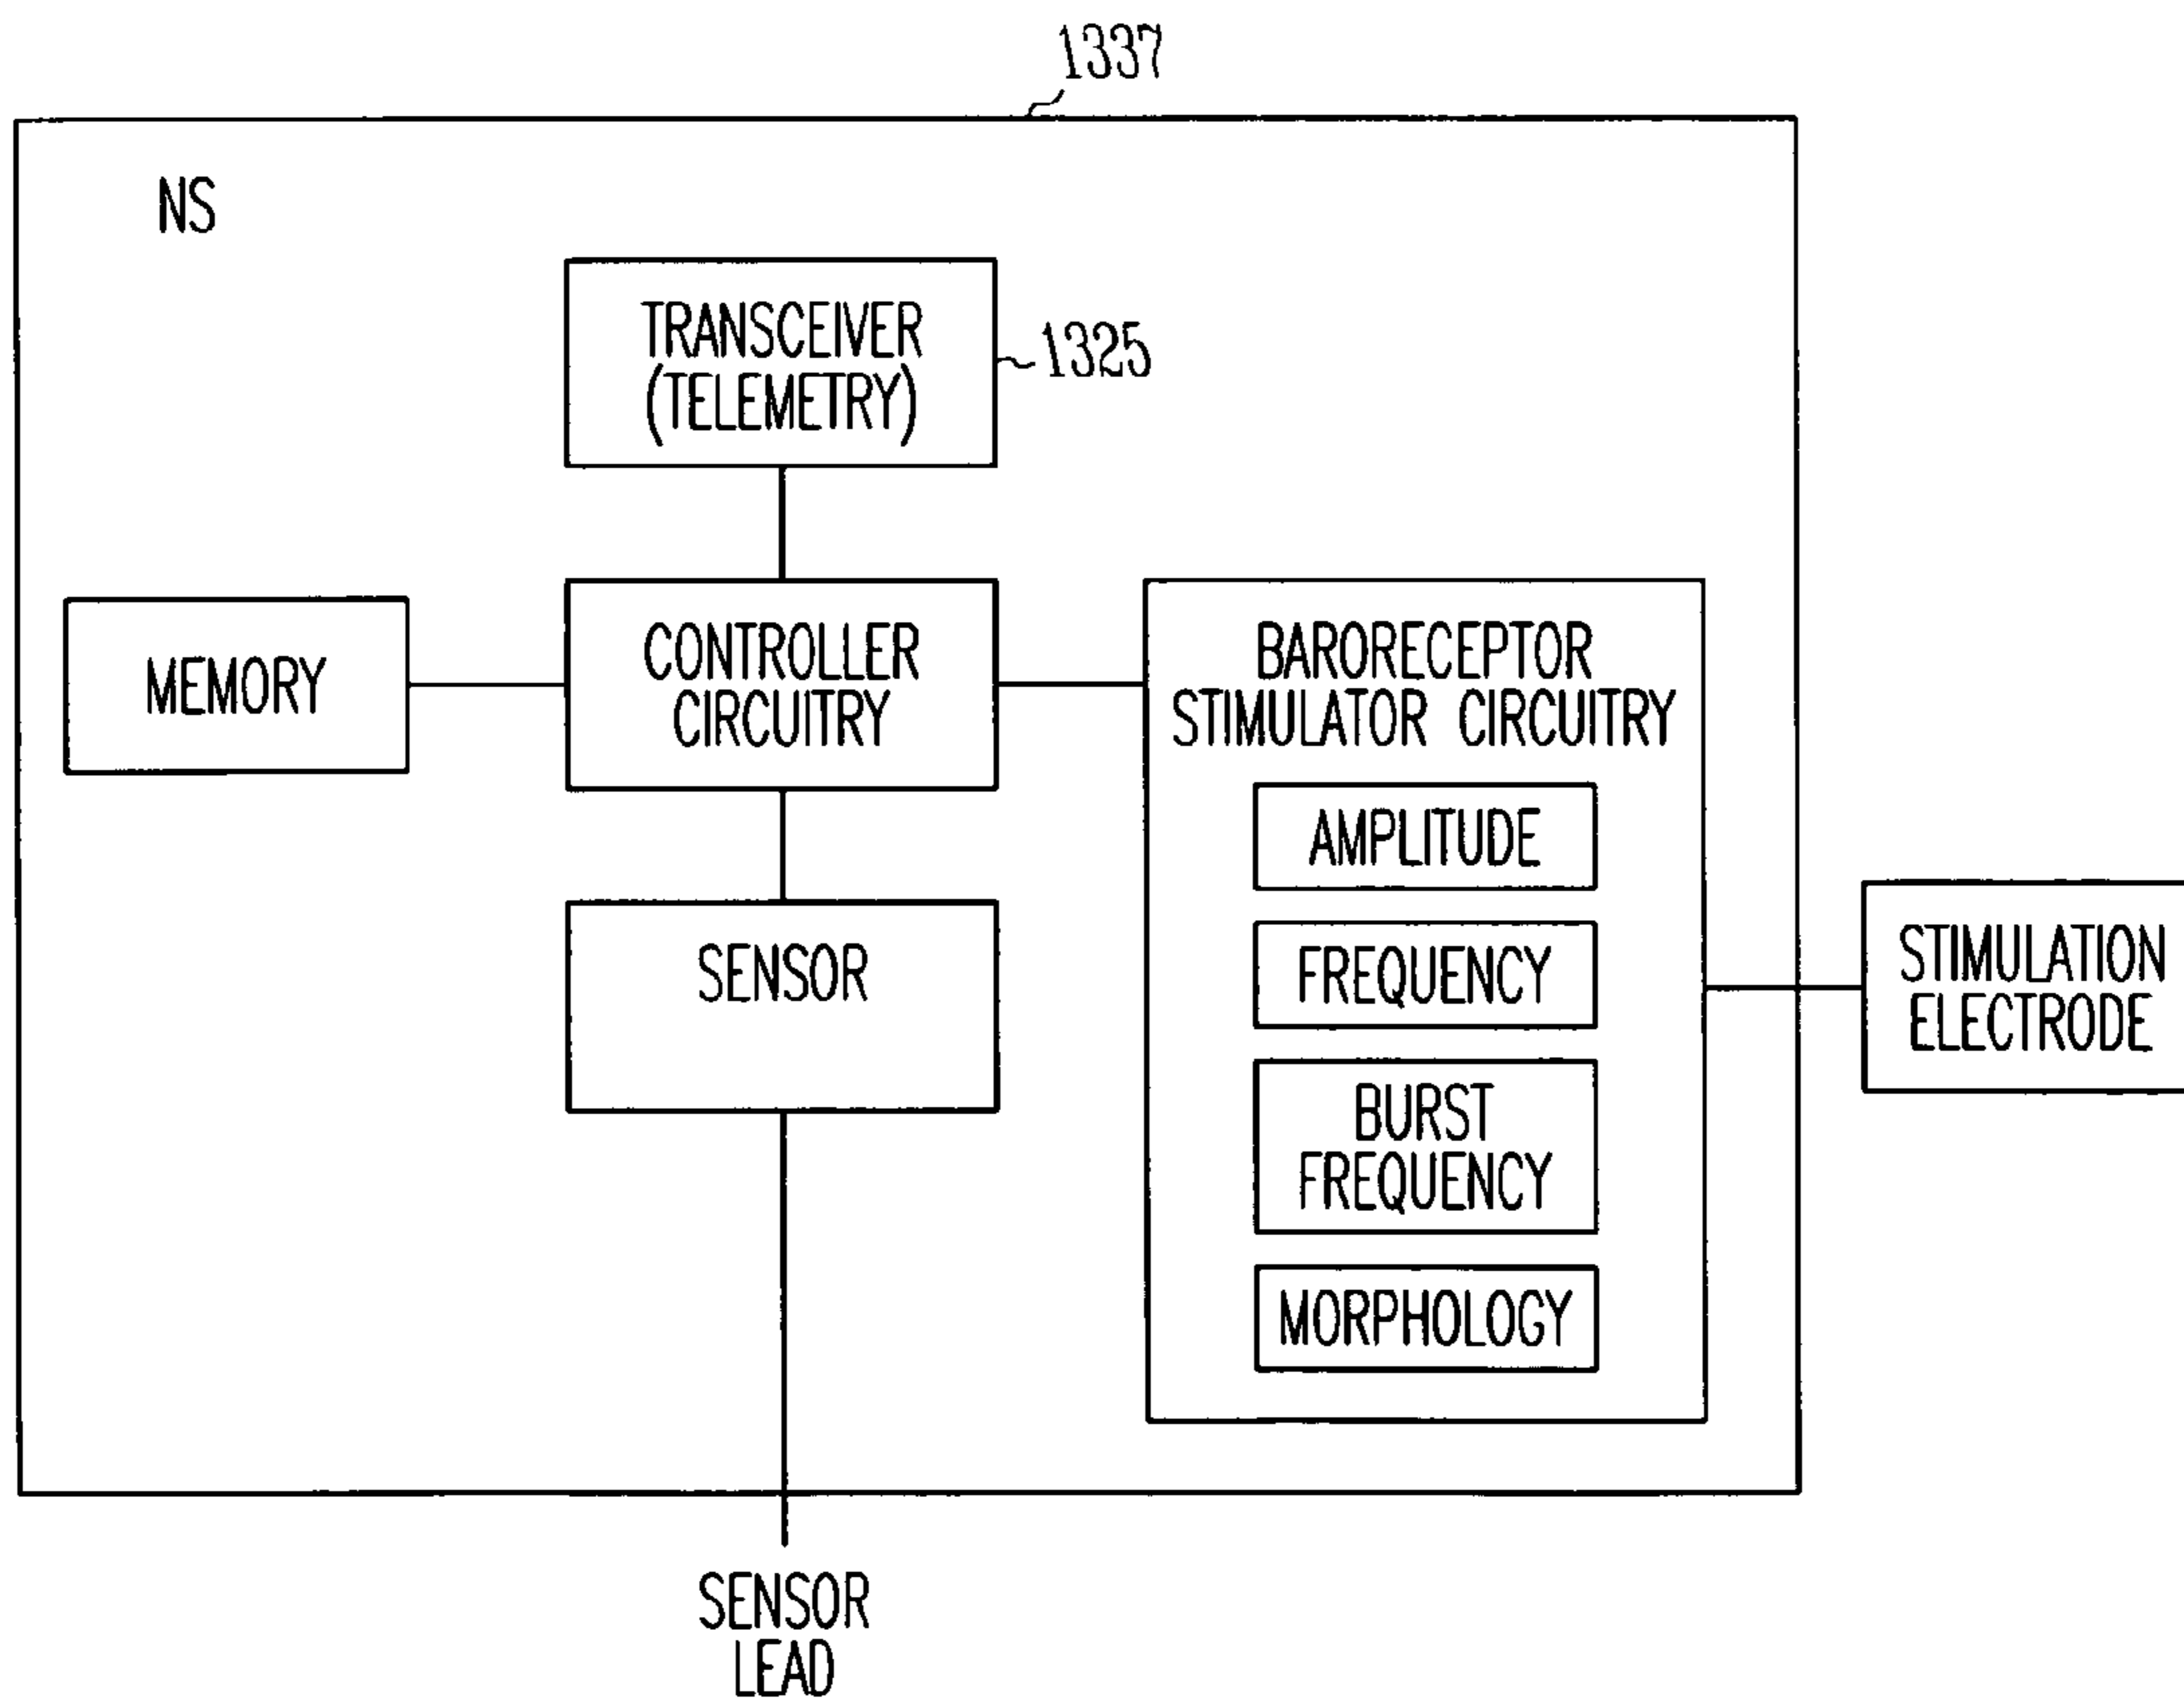 1337
NS
TRANSCEIVER
(TELEMETRY)
1325
MEMORY
CONTROLLER
CIRCUITRY
BARORECEPTOR
STIMULATOR CIRCUITRY
AMPLITUDE
FREQUENCY
BURST
FREQUENCY
MORPHOLOGY
SENSOR
STIMULATION
ELECTRODE
SENSOR
LEAD